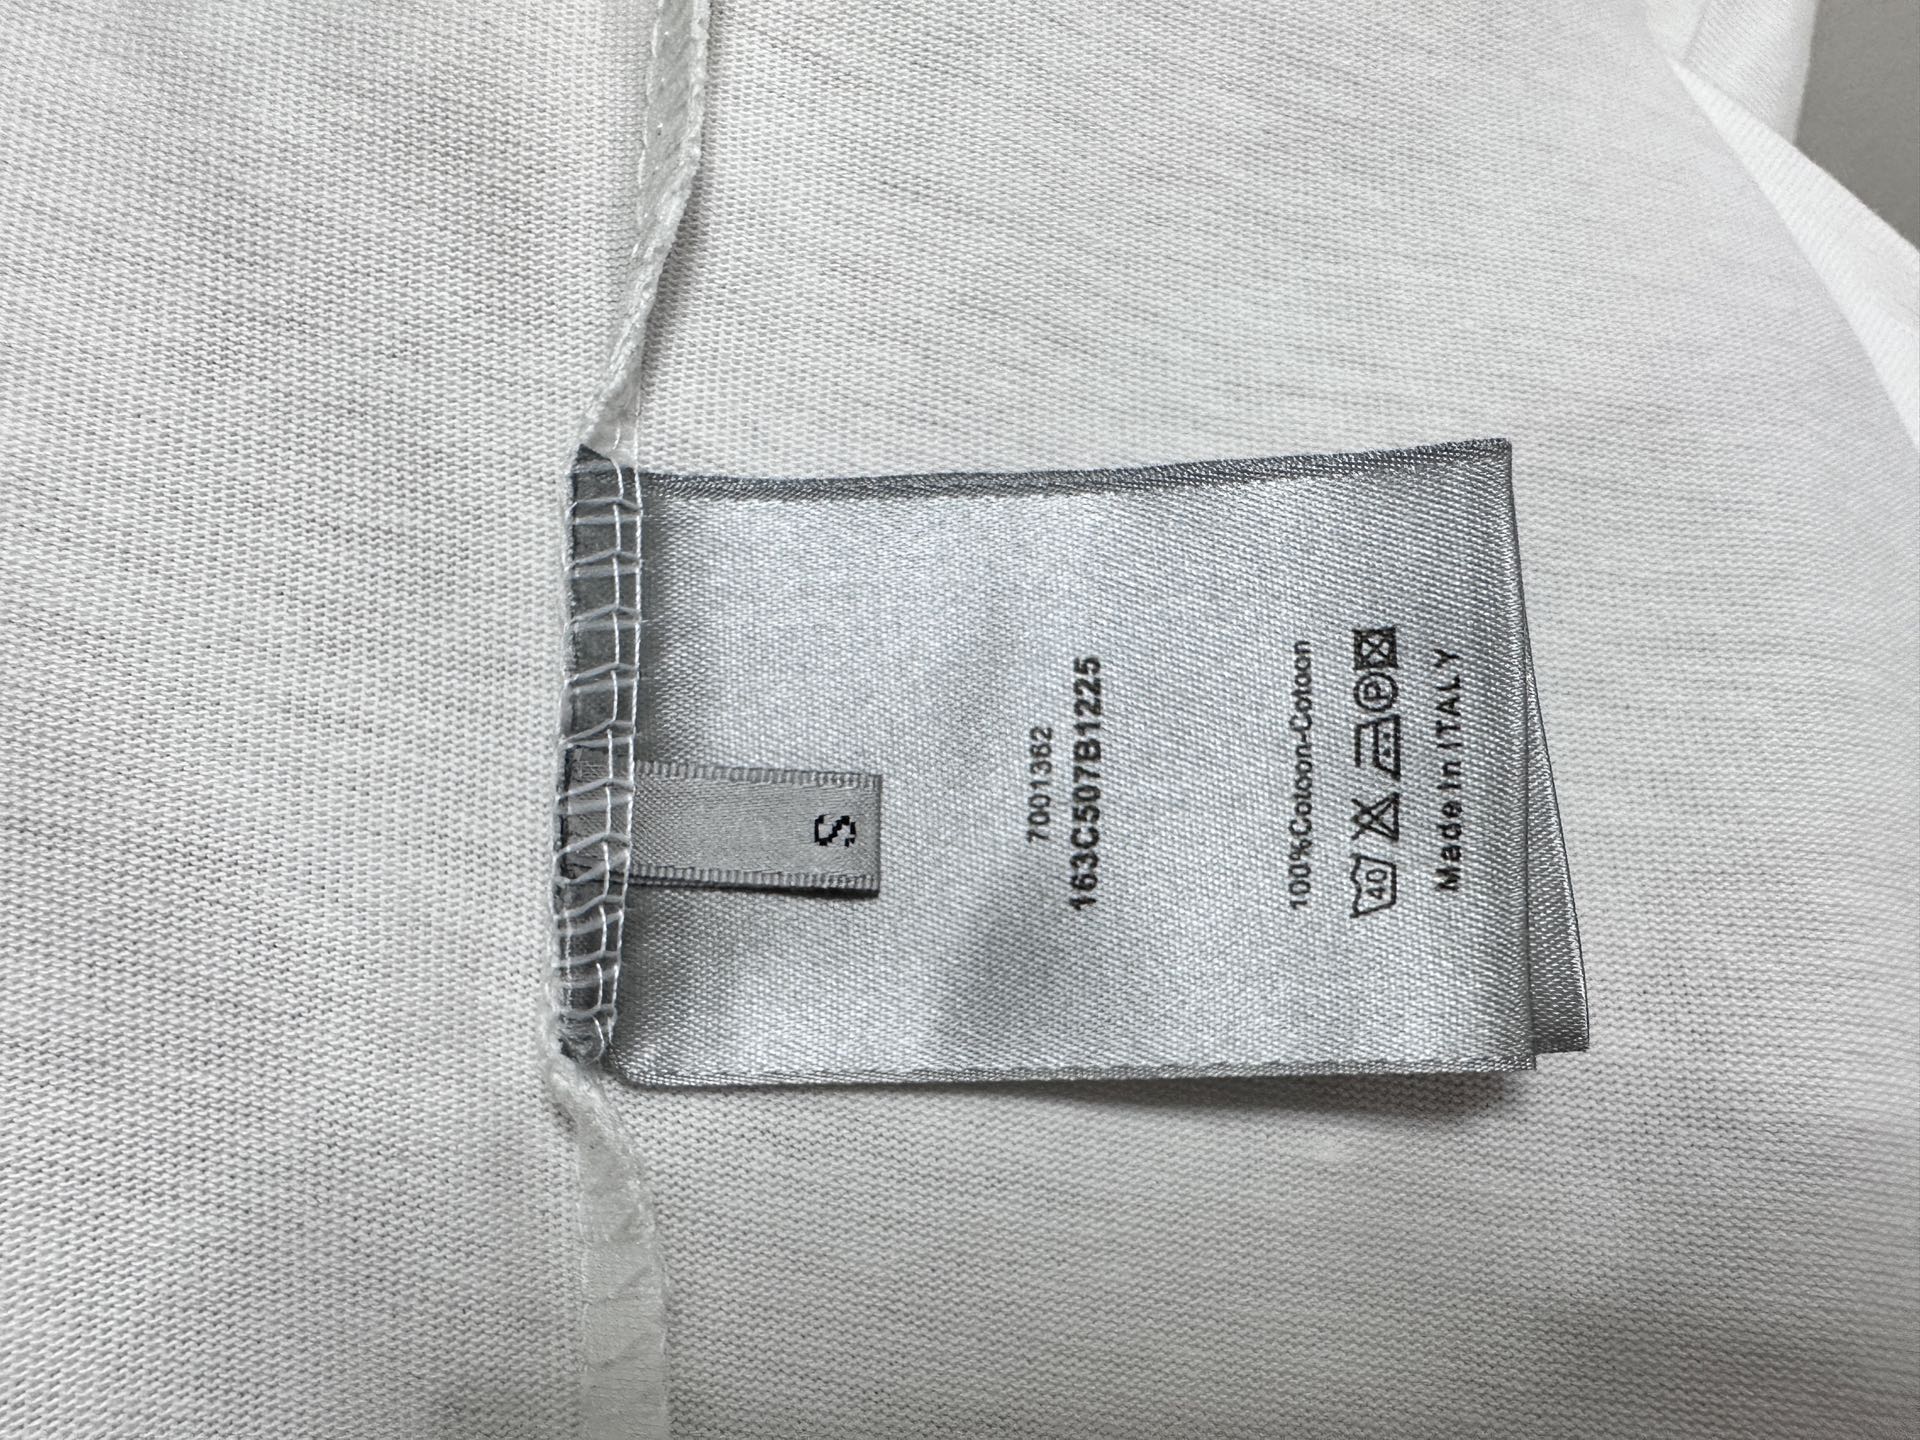 S
7001362
163C507B1225
100%Cotoon-Cotoon
40 P
Made In ITALY